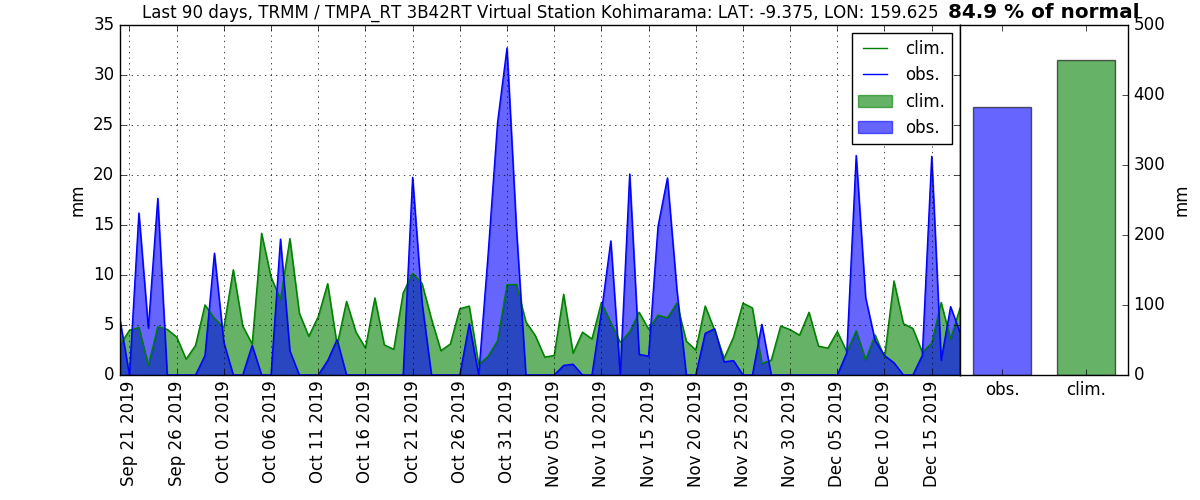 Last 90 days, TRMM / TMPA_RT 3B42RT Virtual Station Kohimarama: LAT: -9.375, LON: 159.625
84.9 % of normal
35
30
25
20
15
10
5
0
mm
clim.
obs.
clim.
obs.
500
400
300
200
100
0
mm
obs.
clim.
Sep 21 2019
Sep 26 2019
Oct 01 2019
Oct 06 2019
Oct 11 2019
Oct 16 2019
Oct 21 2019
Oct 26 2019
Oct 31 2019
Nov 05 2019
Nov 10 2019
Nov 15 2019
Nov 20 2019
Nov 25 2019
Nov 30 2019
Dec 05 2019
Dec 10 2019
Dec 15 2019